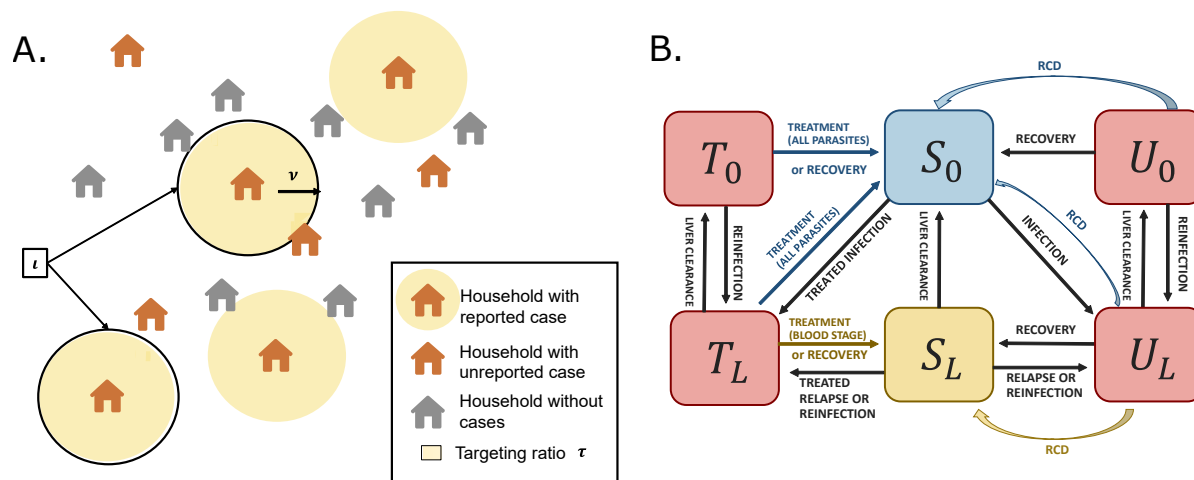 A.
ν
ι
Household with
reported case
Household with
unreported case
Household without
cases
Targeting ratio τ
B.
RCD
TREATMENT
(ALL PARASITES)
or RECOVERY
RECOVERY
T0
S0
U0
LIVER CLEARANCE
REINFECTION
TREATMENT
(ALL PARASITES)
TREATED INFECTION
LIVER CLEARANCE
INFECTION
RCD
LIVER CLEARANCE
REINFECTION
TREATMENT
(BLOOD STAGE)
or RECOVERY
RECOVERY
TL
SL
UL
TREATED
RELAPSE OR
REINFECTION
RELAPSE OR
REINFECTION
RCD